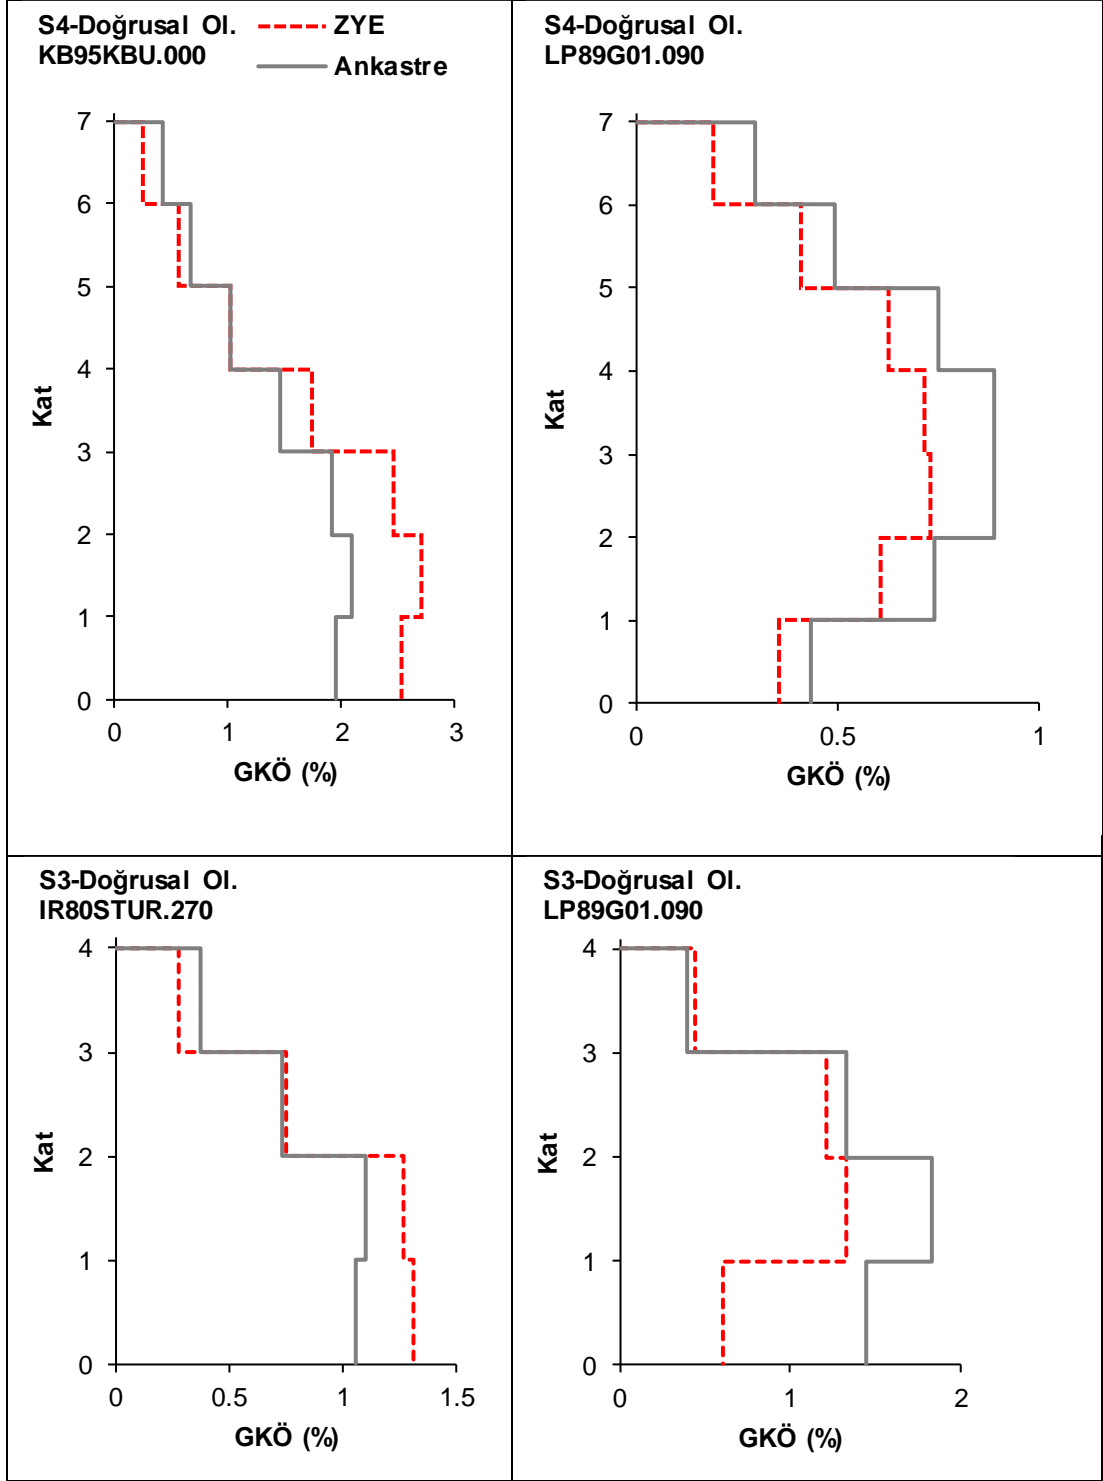 S4-Doğrusal Ol.
KB95KBU.000
ZYE
Ankastre
7
6
5
4
3
2
1
0
Kat
0 1 2 3
GKÖ (%)
S4-Doğrusal Ol.
LP89G01.090
7
6
5
4
3
2
1
0
Kat
0 0.5 1
GKÖ (%)
S3-Doğrusal Ol.
IR80STUR.270
4
3
2
1
0
Kat
0 0.5 1 1.5
GKÖ (%)
S3-Doğrusal Ol.
LP89G01.090
4
3
2
1
0
Kat
0 1 2
GKÖ (%)